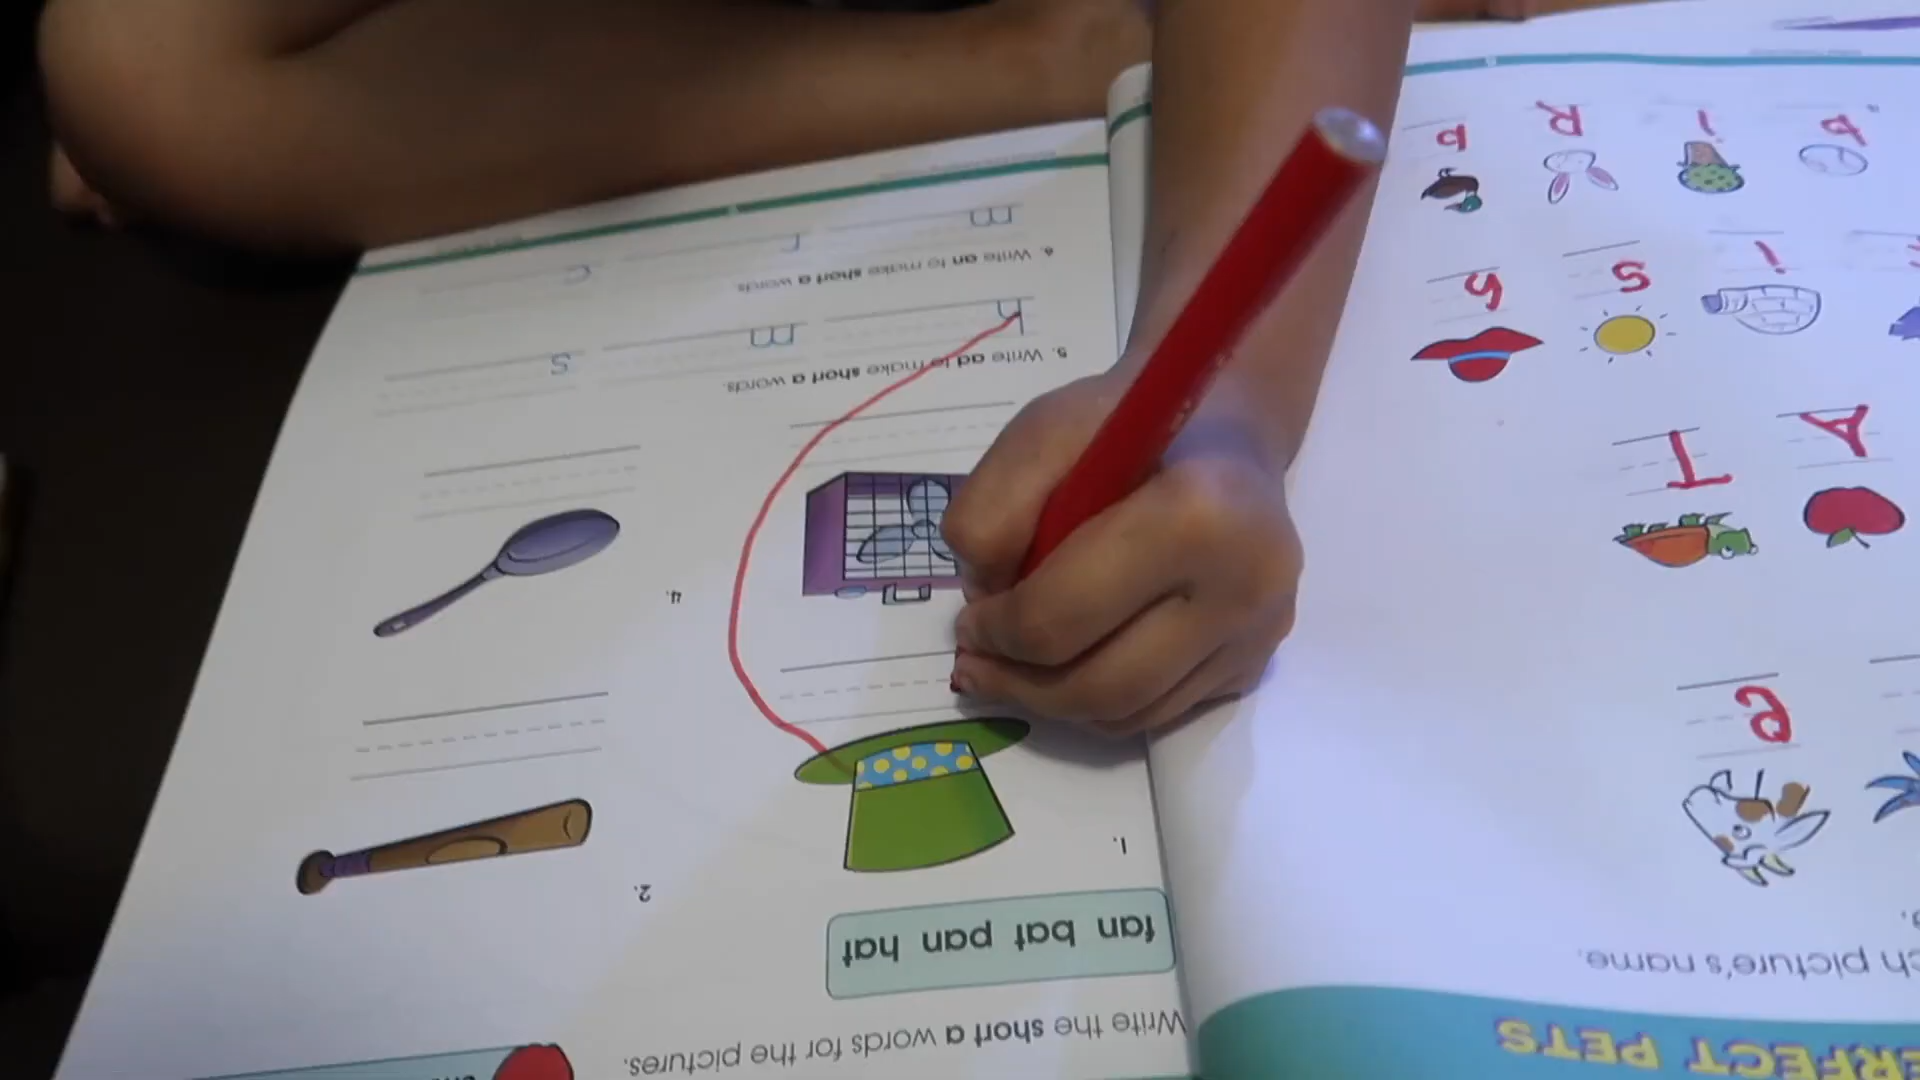 Write the short a words for the pictures.
fan bat pan hat
1.
2.
4.
5. Write ad to make short a words.
h m s
6. Write an to make short a words.
m r c
RFECT PETS
ch picture's name.
e
A T
i s h
i R b